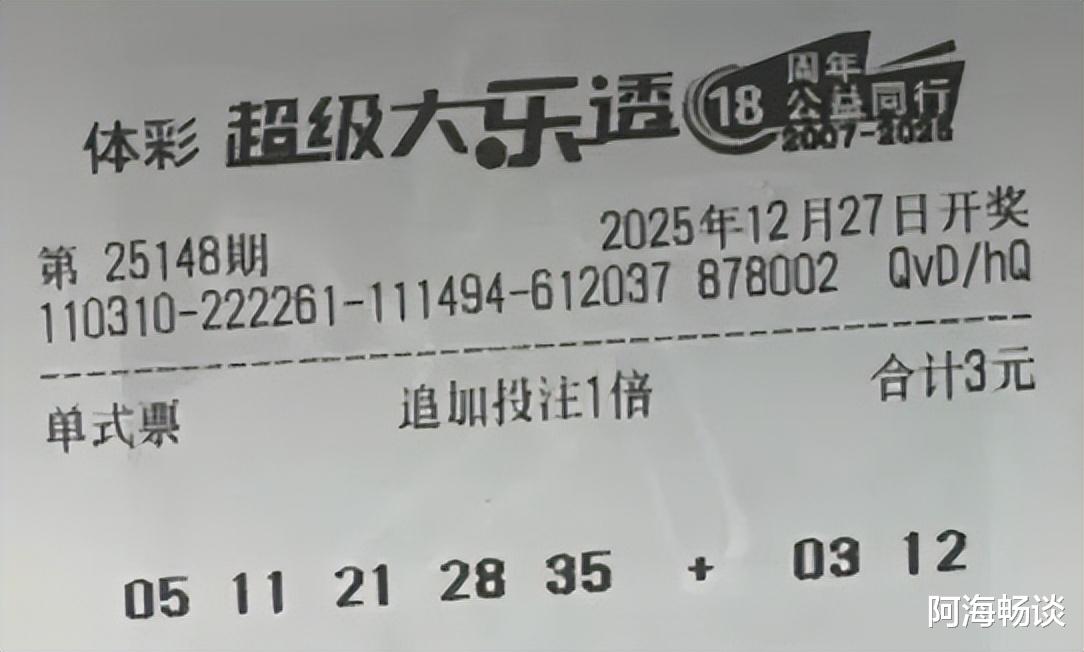 体彩 超级大乐透 18 周年
公益同行
2007-2025
第 25148期 2025年12月27日开奖
110310-222261-111494-612037 878002 QvD/hQ
单式票 追加投注1倍 合计3元
05 11 21 28 35 + 03 12
阿海畅谈